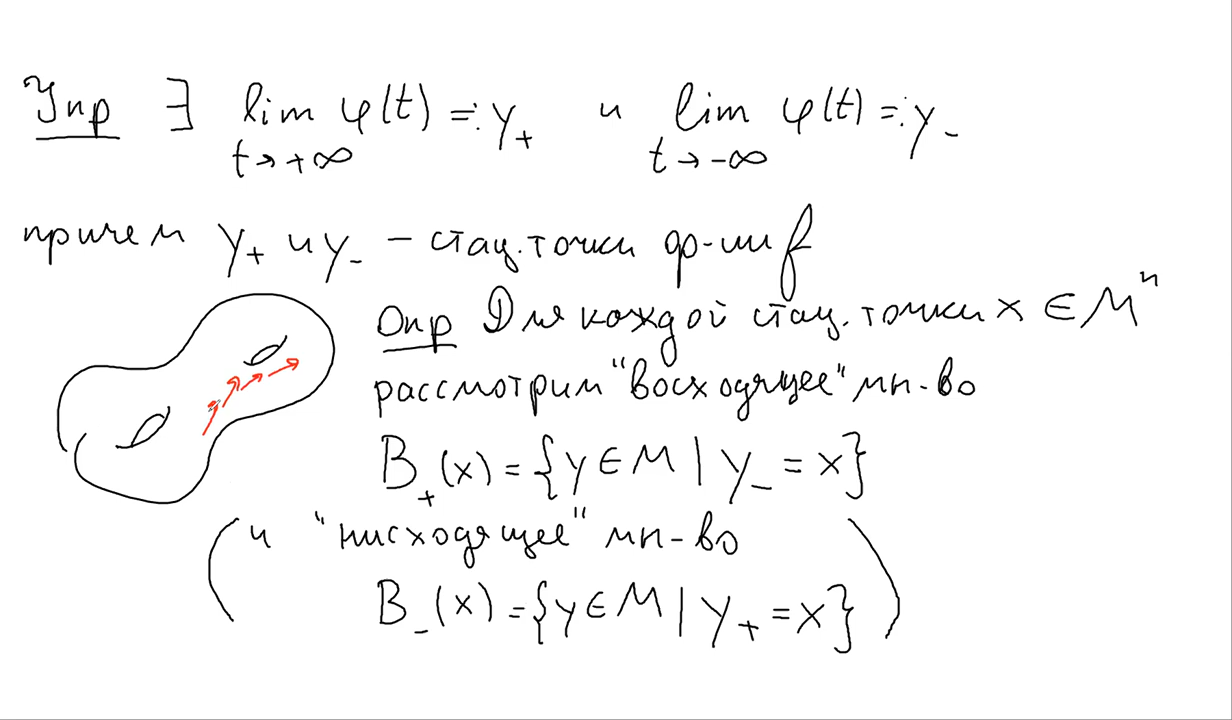 Упр ∃ lim φ(t) =: y₊ и lim φ(t) =: y₋
t→+∞ t→-∞
причем y₊ и y₋ – стац. точки ф-ии f
Опр Для каждой стац. точки x ∈ Mⁿ
рассмотрим "восходящее" мн-во
B₊(x) = {y ∈ M | y₋ = x}
(и "нисходящее" мн-во
B₋(x) = {y ∈ M | y₊ = x})